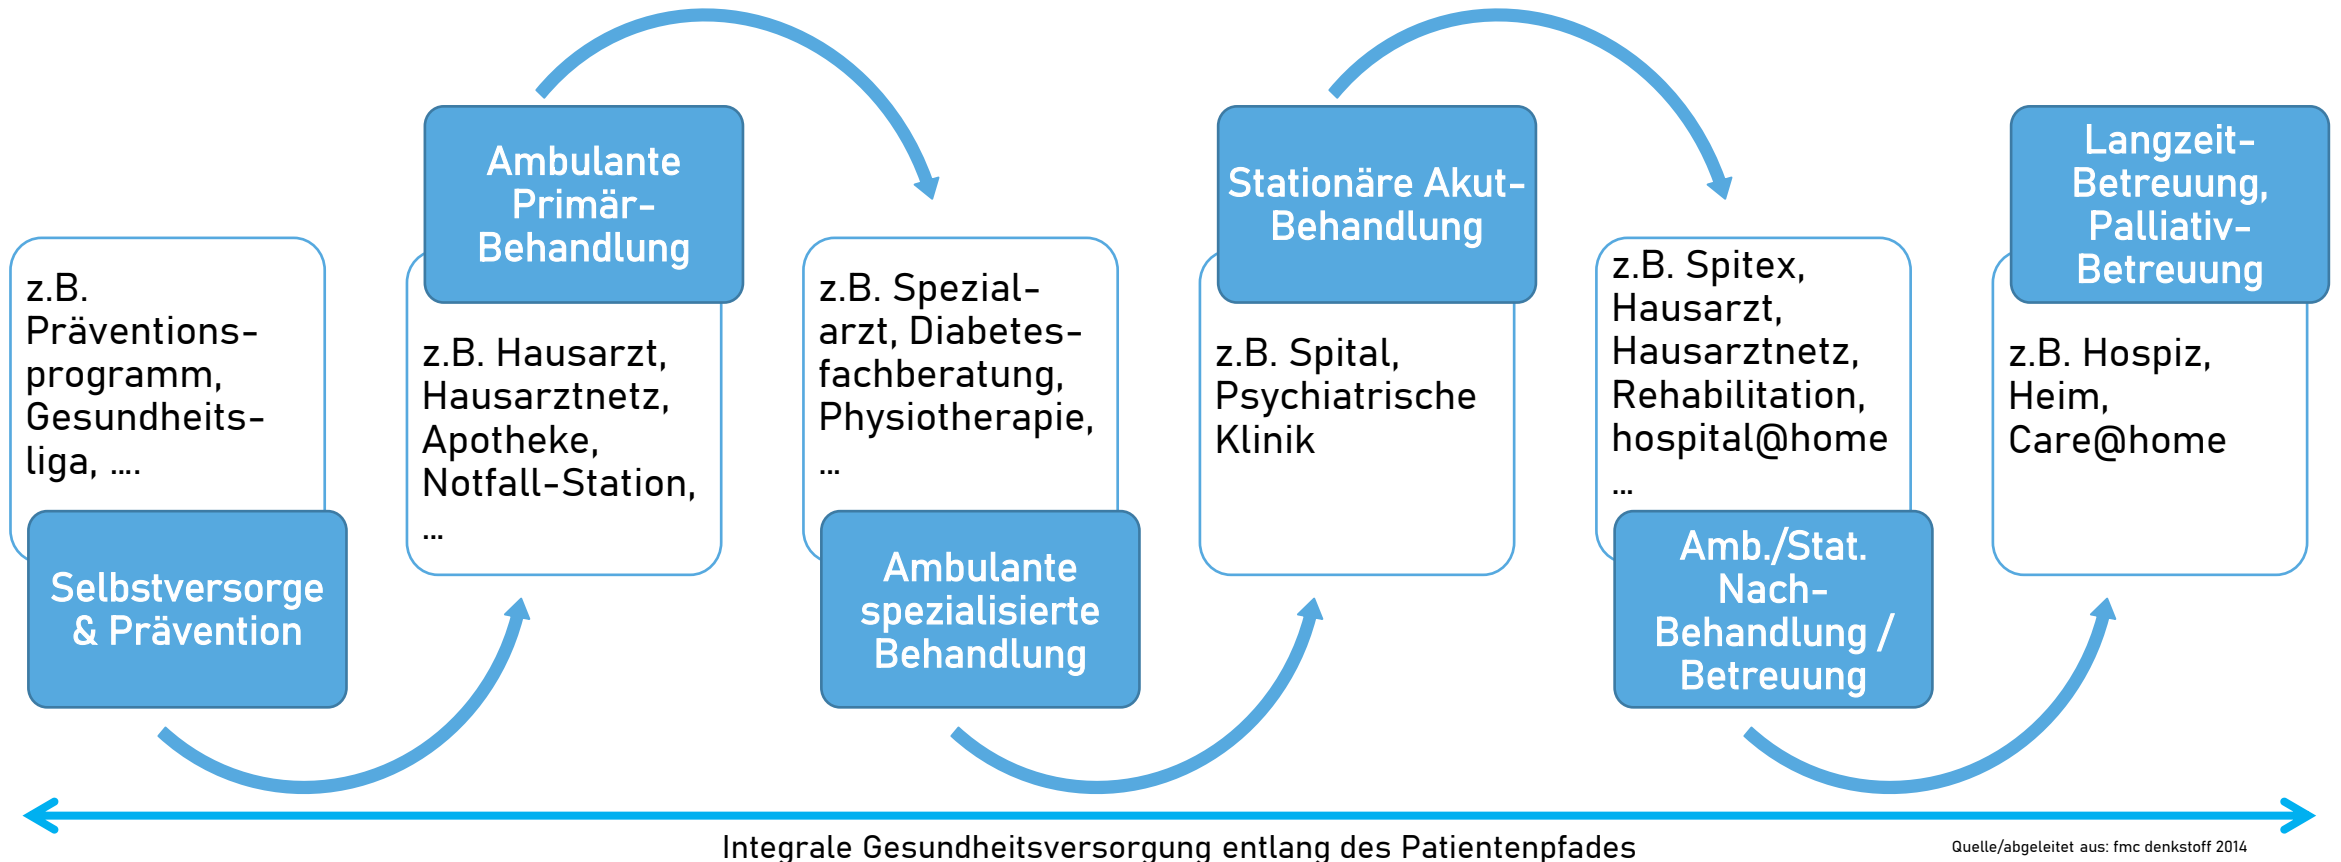 z.B.
Präventions-
programm,
Gesundheits-
liga, ....
Selbstversorge
& Prävention
Ambulante
Primär-
Behandlung
z.B. Hausarzt,
Hausarztnetz,
Apotheke,
Notfall-Station,
...
z.B. Spezial-
arzt, Diabetes-
fachberatung,
Physiotherapie,
...
Ambulante
spezialisierte
Behandlung
Stationäre Akut-
Behandlung
z.B. Spital,
Psychiatrische
Klinik
z.B. Spitex,
Hausarzt,
Hausarztnetz,
Rehabilitation,
hospital@home
...
Amb./Stat.
Nach-
Behandlung /
Betreuung
Langzeit-
Betreuung,
Palliativ-
Betreuung
z.B. Hospiz,
Heim,
Care@home
Integrale Gesundheitsversorgung entlang des Patientenpfades
Quelle/abgeleitet aus: fmc denkstoff 2014